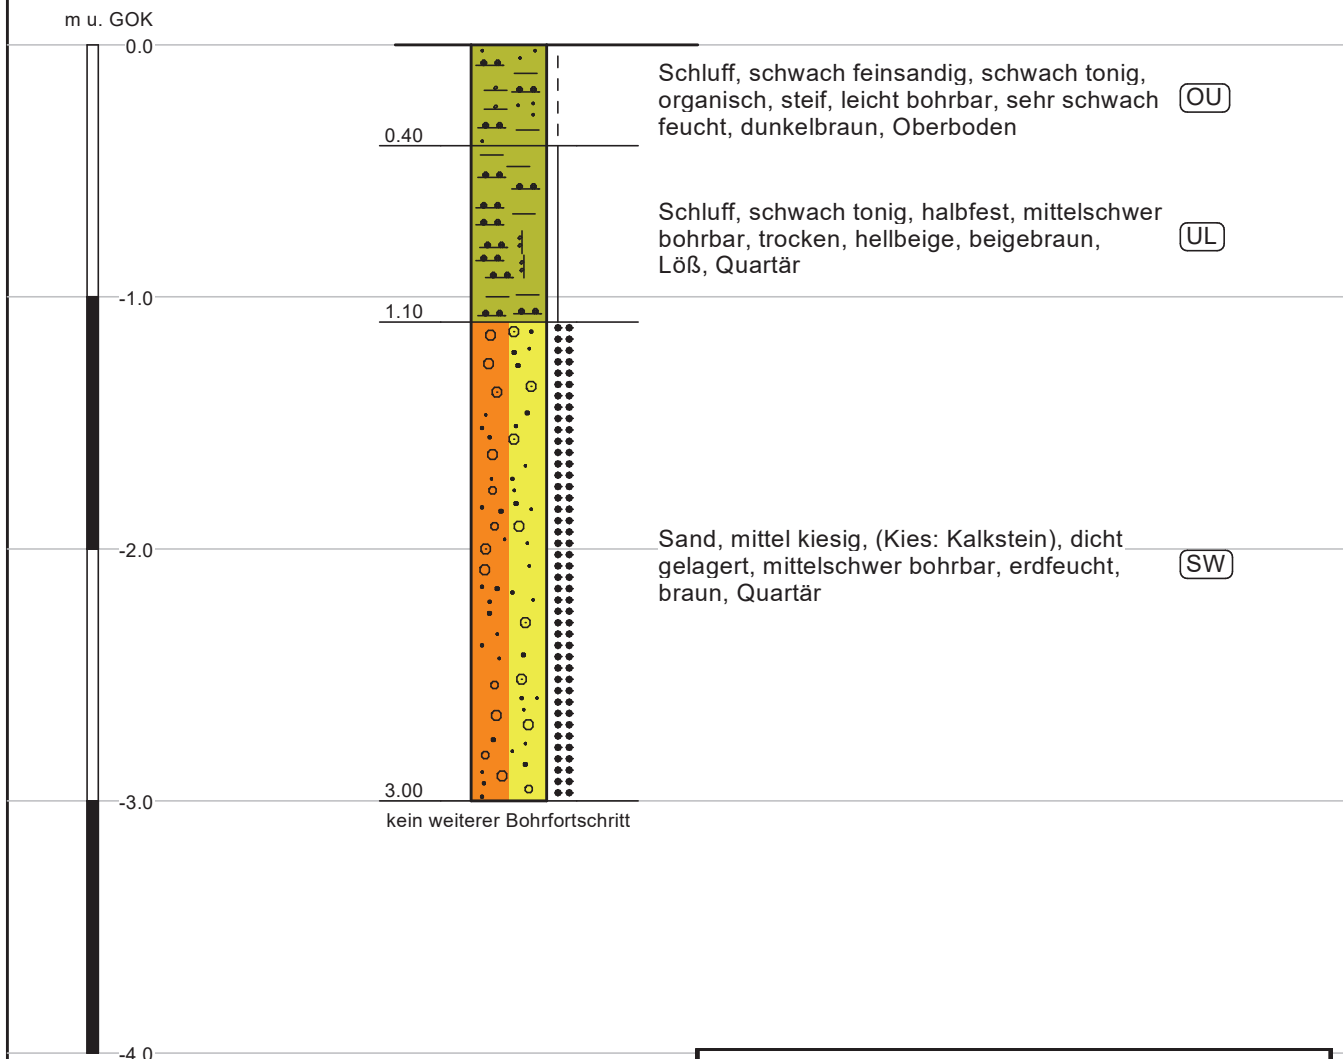 m u. GOK
0.0
Schluff, schwach feinsandig, schwach tonig,
organisch, steif, leicht bohrbar, sehr schwach
feucht, dunkelbraun, Oberboden
OU
0.40
Schluff, schwach tonig, halbfest, mittelschwer
bohrbar, trocken, hellbeige, beigebraun,
Löß, Quartär
UL
-1.0
1.10
Sand, mittel kiesig, (Kies: Kalkstein), dicht
gelagert, mittelschwer bohrbar, erdfeucht,
braun, Quartär
SW
-2.0
3.00
-3.0
kein weiterer Bohrfortschritt
-4.0